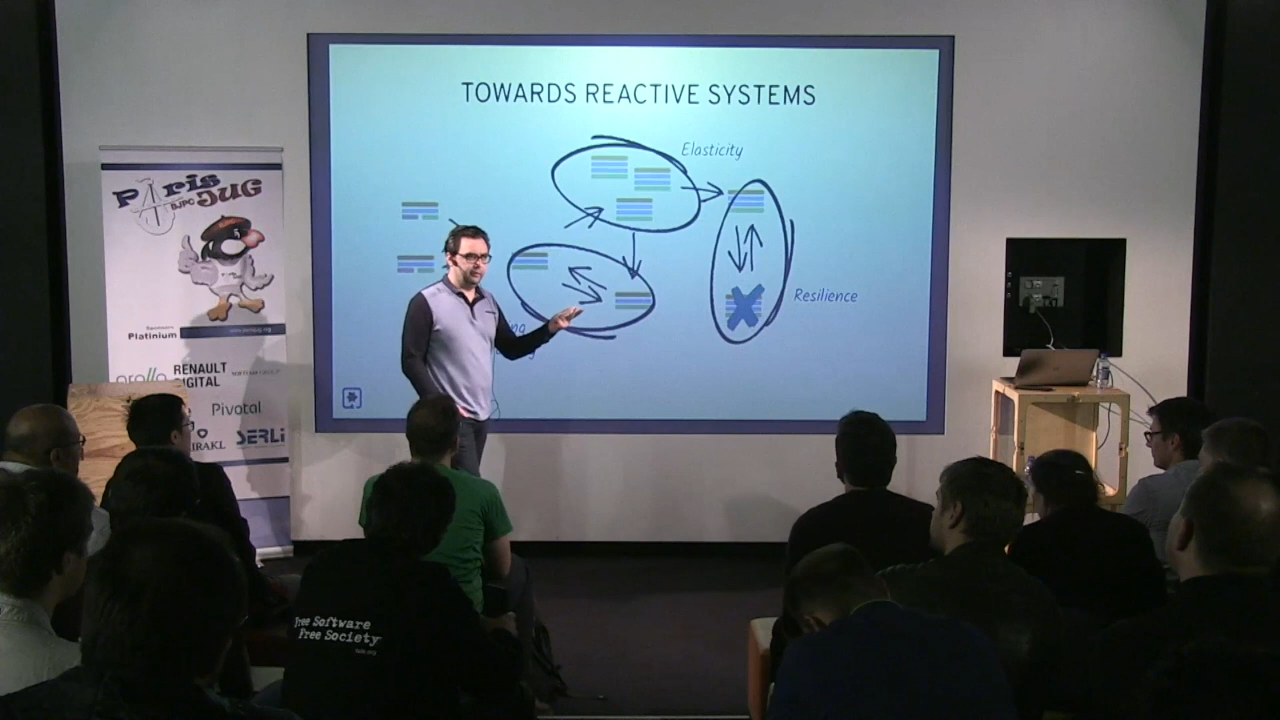 TOWARDS REACTIVE SYSTEMS
Elasticity
Resilience
Paris
JUG
Platinium
RENAULT
DIGITAL
Pivotal
SERLI
Free Software
Free Society